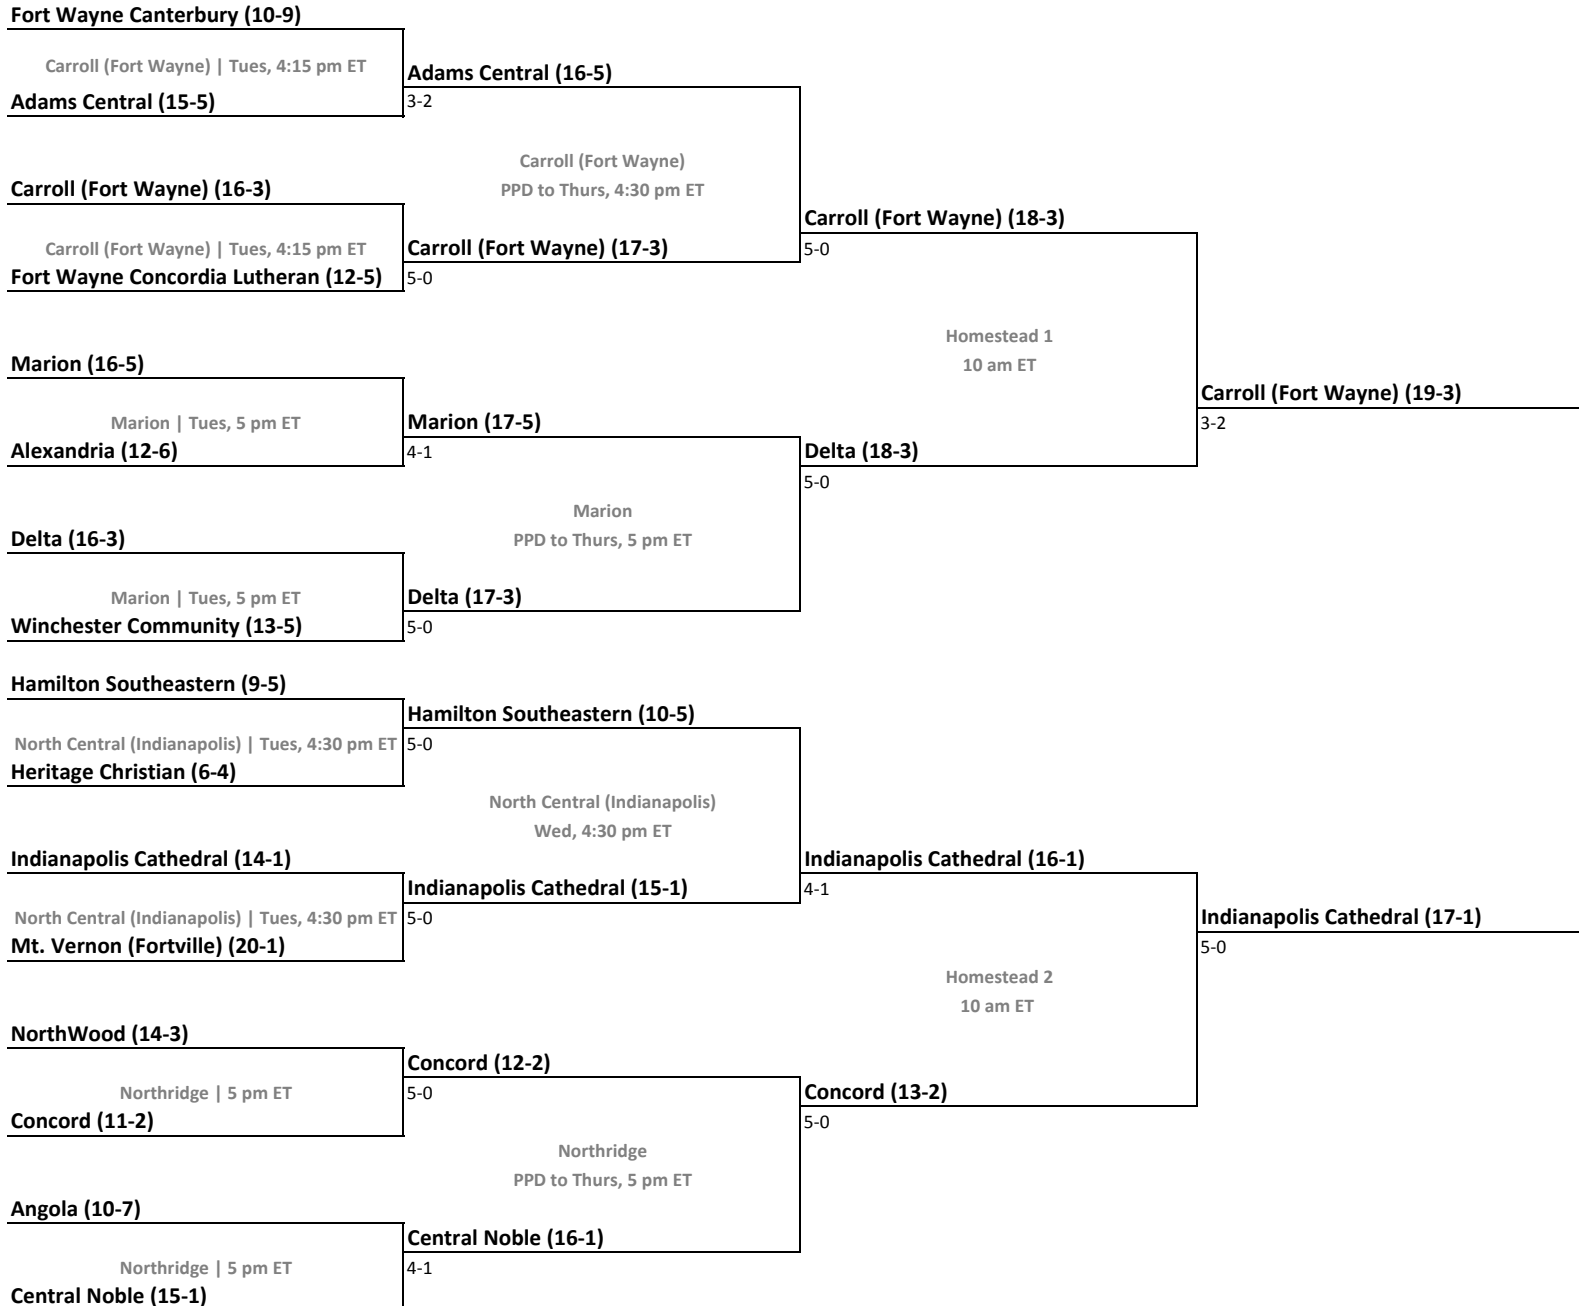 Fort Wayne Canterbury (10-9)
Carroll (Fort Wayne) | Tues, 4:15 pm ET
Adams Central (16-5)
Adams Central (15-5)
3-2
Carroll (Fort Wayne)
PPD to Thurs, 4:30 pm ET
Carroll (Fort Wayne) (16-3)
Carroll (Fort Wayne) (18-3)
Carroll (Fort Wayne) | Tues, 4:15 pm ET
Carroll (Fort Wayne) (17-3)
5-0
Fort Wayne Concordia Lutheran (12-5)
5-0
Homestead 1
10 am ET
Marion (16-5)
Carroll (Fort Wayne) (19-3)
Marion | Tues, 5 pm ET
Marion (17-5)
3-2
Alexandria (12-6)
4-1
Delta (18-3)
5-0
Marion
PPD to Thurs, 5 pm ET
Delta (16-3)
Marion | Tues, 5 pm ET
Delta (17-3)
Winchester Community (13-5)
5-0
Hamilton Southeastern (9-5)
Hamilton Southeastern (10-5)
North Central (Indianapolis) | Tues, 4:30 pm ET
5-0
Heritage Christian (6-4)
North Central (Indianapolis)
Wed, 4:30 pm ET
Indianapolis Cathedral (14-1)
Indianapolis Cathedral (16-1)
Indianapolis Cathedral (15-1)
4-1
North Central (Indianapolis) | Tues, 4:30 pm ET
5-0
Indianapolis Cathedral (17-1)
Mt. Vernon (Fortville) (20-1)
5-0
Homestead 2
10 am ET
NorthWood (14-3)
Concord (12-2)
Northridge | 5 pm ET
5-0
Concord (13-2)
Concord (11-2)
5-0
Northridge
PPD to Thurs, 5 pm ET
Angola (10-7)
Central Noble (16-1)
Northridge | 5 pm ET
4-1
Central Noble (15-1)